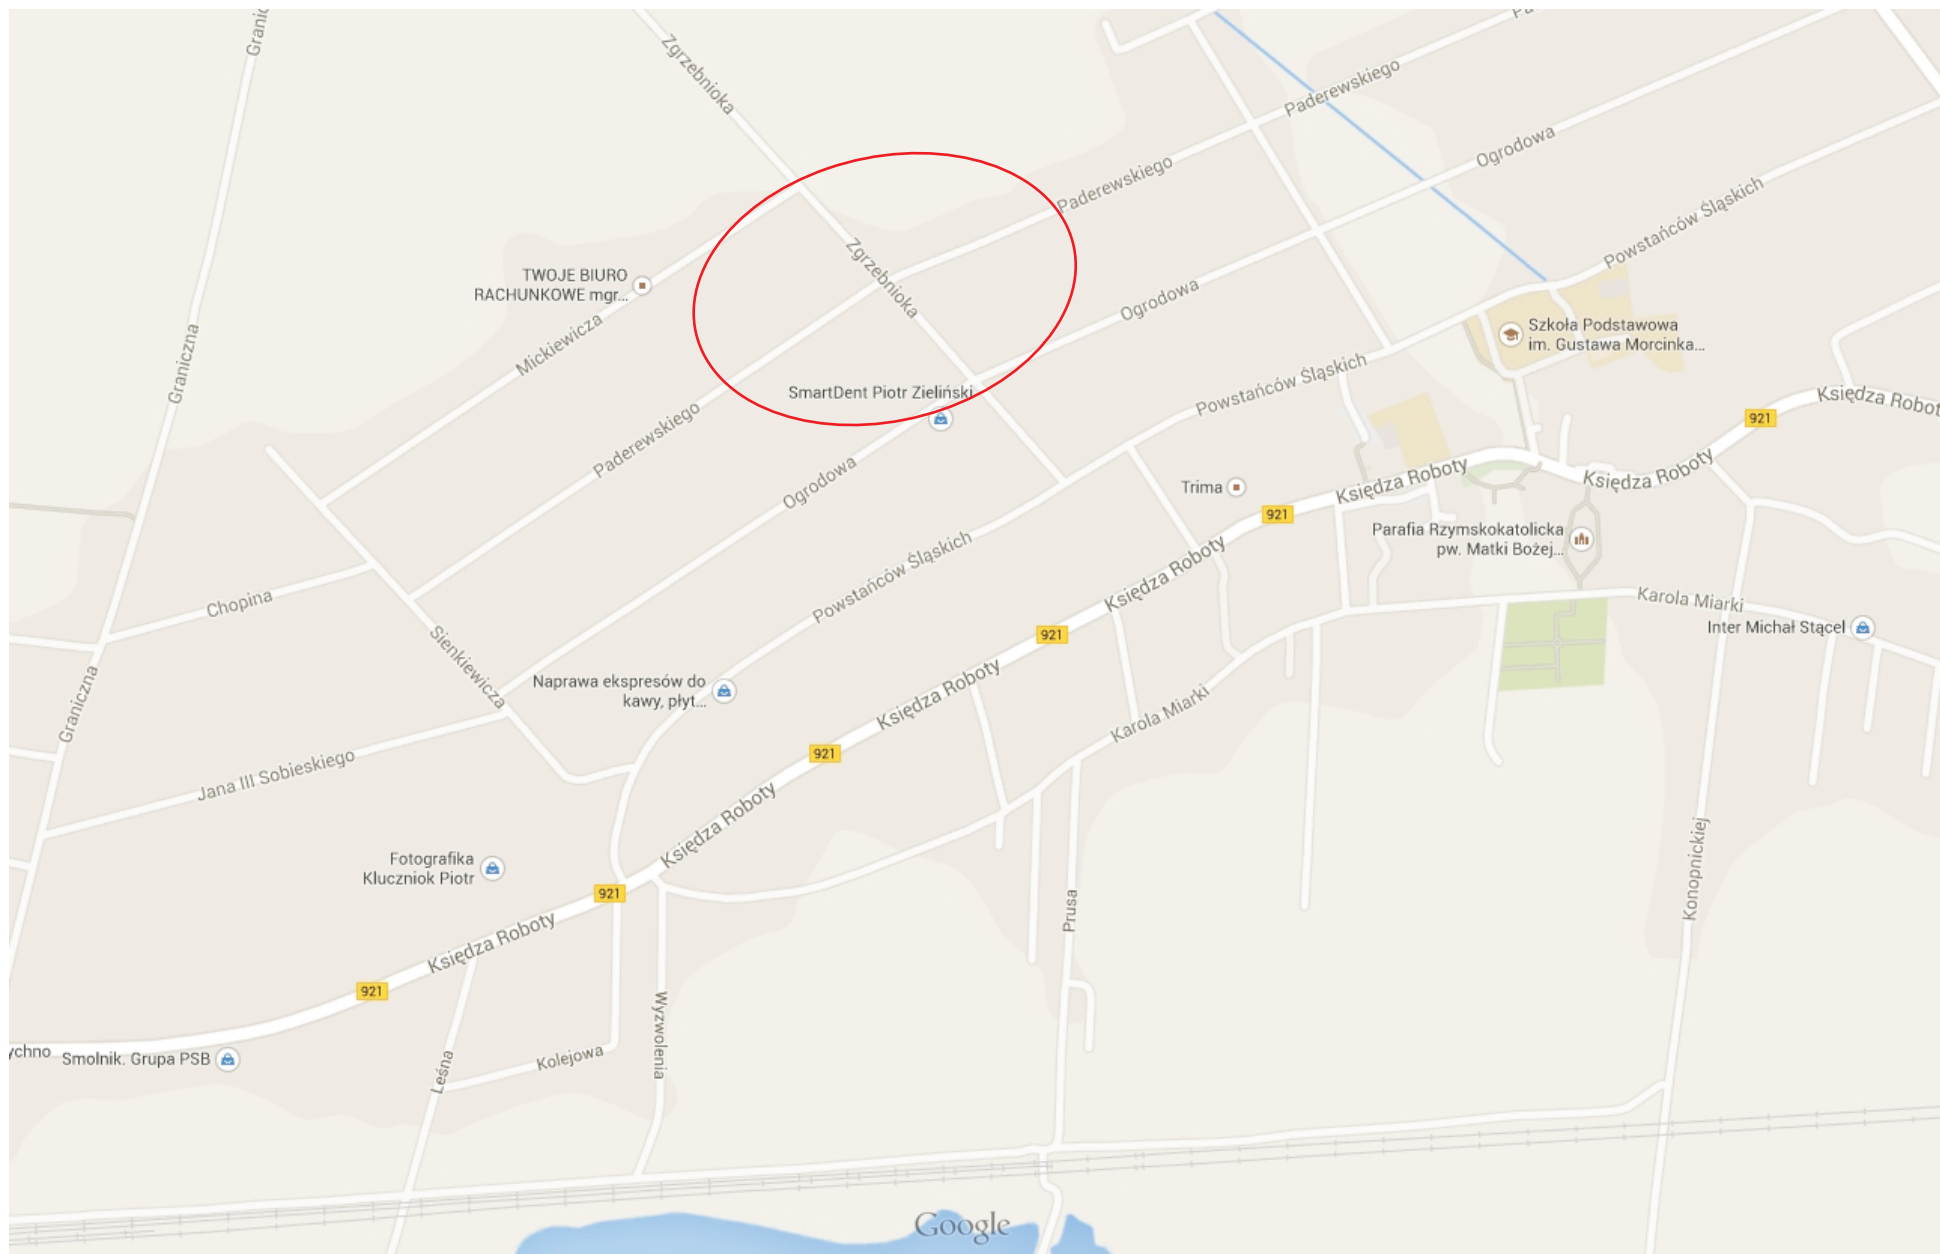 Granic
Zgrzebnioka
Pa
Paderewskiego
Ogrodowa
Paderewskiego
Powstańców Śląskich
Zgrzebnioka
TWOJE BIURO
RACHUNKOWE mgr...
Ogrodowa
Mickiewicza
Graniczna
Szkoła Podstawowa
im. Gustawa Morcinka...
SmartDent Piotr Zieliński
Powstańców Śląskich
Księdza Robot
921
Paderewskiego
Ogrodowa
Trima
Księdza Roboty
Księdza Roboty
921
Parafia Rzymskokatolicka
pw. Matki Bożej...
Powstańców Śląskich
Księdza Roboty
Chopina
Karola Miarki
Inter Michał Stącel
921
Sienkiewicza
Graniczna
Naprawa ekspresów do
kawy, płyt...
Księdza Roboty
Karola Miarki
921
Jana III Sobieskiego
Księdza Roboty
Fotografika
Kluczniok Piotr
Konopnickiej
921
Prusa
Księdza Roboty
921
Wyzwolenia
ychno
Smolnik. Grupa PSB
Kolejowa
Leśna
Google